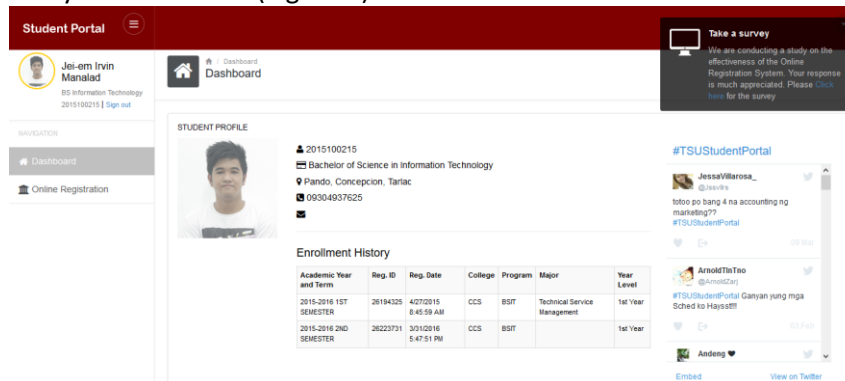 Student Portal
Take a survey
We are conducting a study on the
effectiveness of the Online
Registration System. Your response
is much appreciated. Please Click
here for the survey
Jei-em Irvin
Manalad
BS Information Technology
2015100215 | Sign out
/ Dashboard
Dashboard
NAVIGATION
Dashboard
Online Registration
STUDENT PROFILE
2015100215
Bachelor of Science in Information Technology
Pando, Concepcion, Tarlac
09304937625
Enrollment History
Academic Year and Term Reg. ID Reg. Date College Program Major Year Level
2015-2016 1ST SEMESTER 26194325 4/27/2015 8:45:59 AM CCS BSIT Technical Service Management 1st Year
2015-2016 2ND SEMESTER 26223731 3/31/2016 5:47:51 PM CCS BSIT 1st Year
#TSUStudentPortal
JessaVillarosa_
totoo po bang 4 na accounting ng
marketing??
#TSUStudentPortal
09 Mar
ArnoldTinTno
@ArnoldZarj
#TSUStudentPortal Ganyan yung mga
Sched ko Haysst!!!
03 Feb
Andeng
Embed View on Twitter